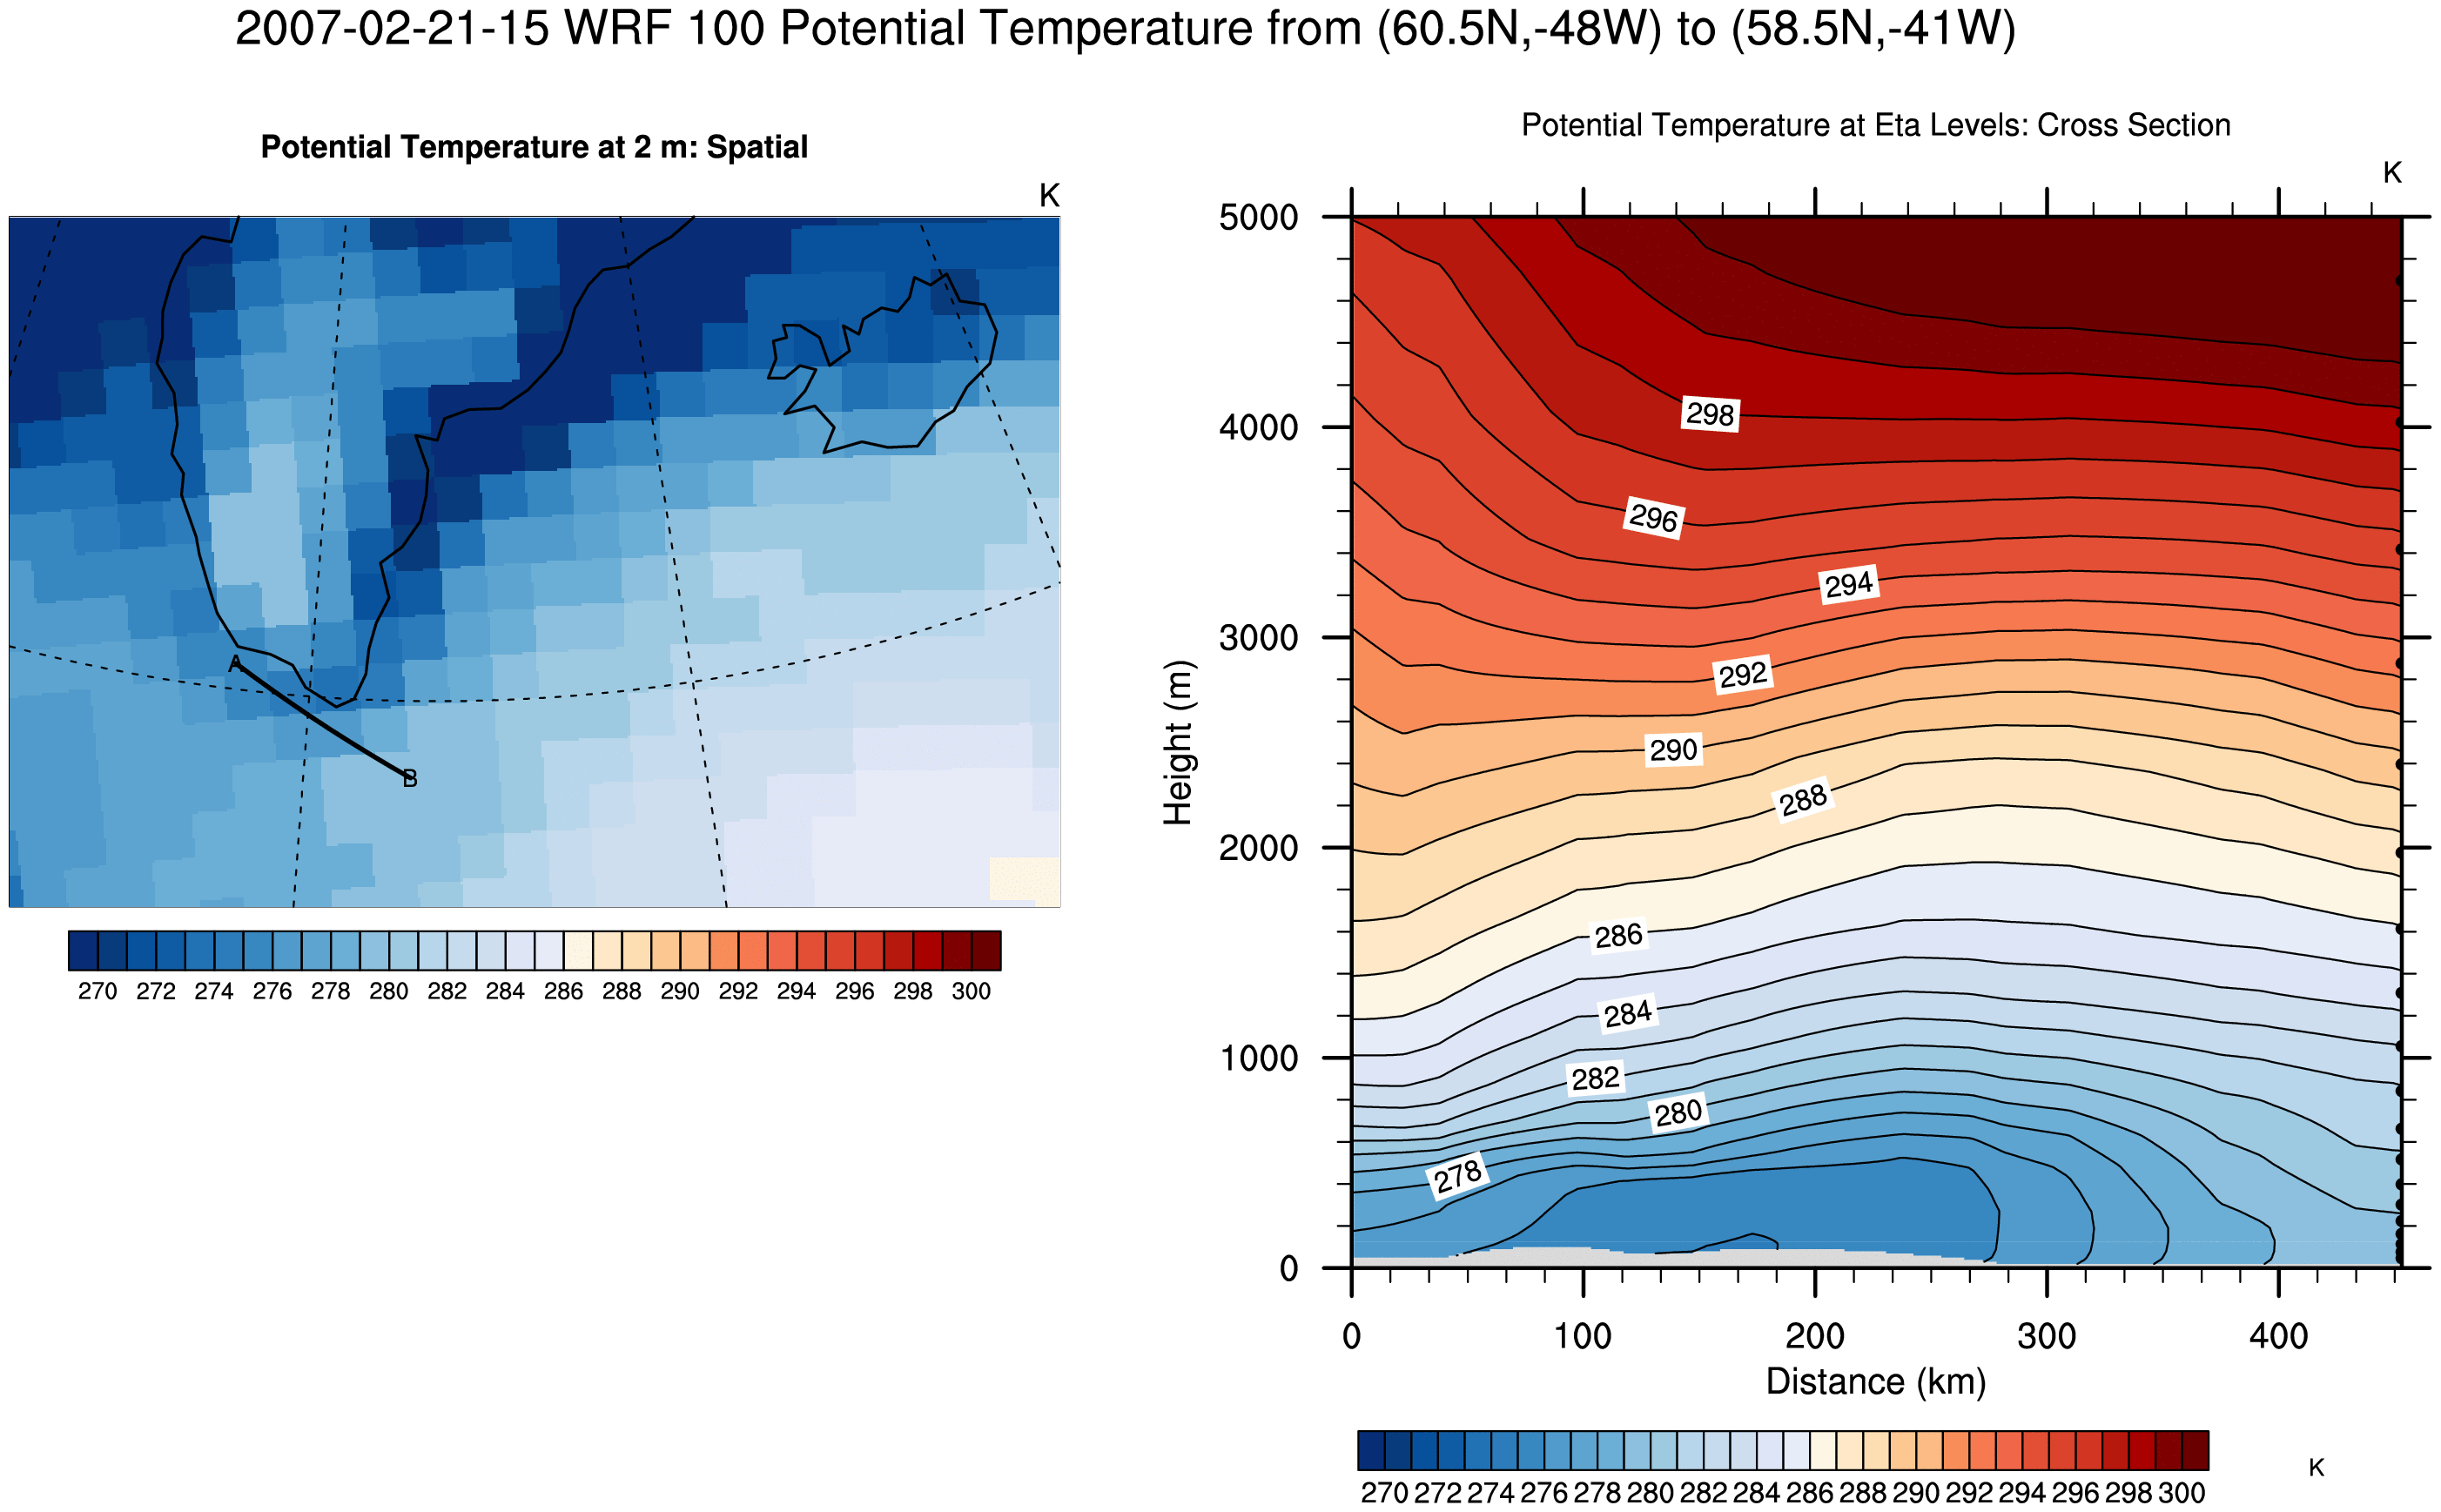 2007-02-21-15 WRF 100 Potential Temperature from (60.5N,-48W) to (58.5N,-41W)
Potential Temperature at 2 m: Spatial
K
A
B
270 272 274 276 278 280 282 284 286 288 290 292 294 296 298 300
Potential Temperature at Eta Levels: Cross Section
K
5000
4000
3000
2000
1000
0
Height (m)
298
296
294
292
290
288
286
284
282
280
278
0 100 200 300 400
Distance (km)
270 272 274 276 278 280 282 284 286 288 290 292 294 296 298 300
K